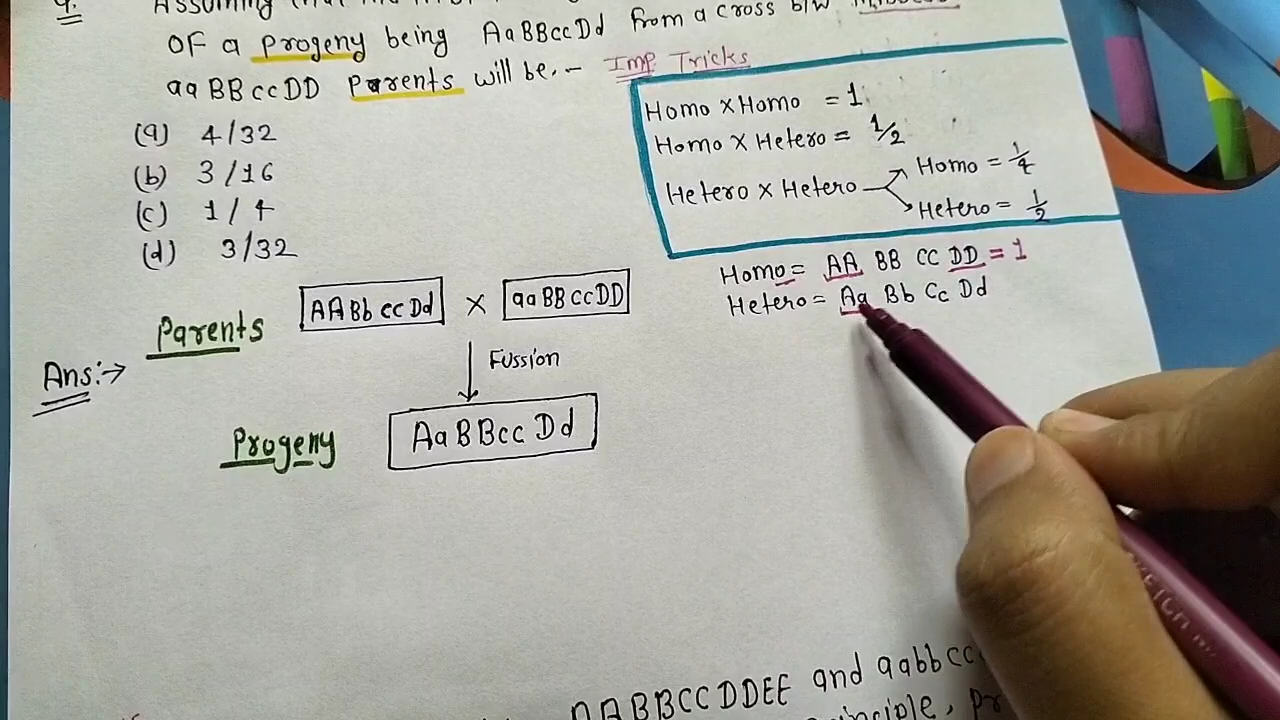 9.
OF a progeny being AaBBccDd from a cross b/w
aaBBccDD Parents will be.-
Imp Tricks
(a) 4/32
(b) 3/16
(c) 1/4
(d) 3/32
Homo x Homo = 1
Homo x Hetero = 1/2
Hetero x Hetero
Homo = 1/4
Hetero = 1/2
Homo = AA BB CC DD = 1
Hetero = Aa Bb Cc Dd
Parents AABbccDd x aaBBccDD
Ans:→
Fussion
Progeny AaBBccDd
AABBCCDDEE and aabbcc